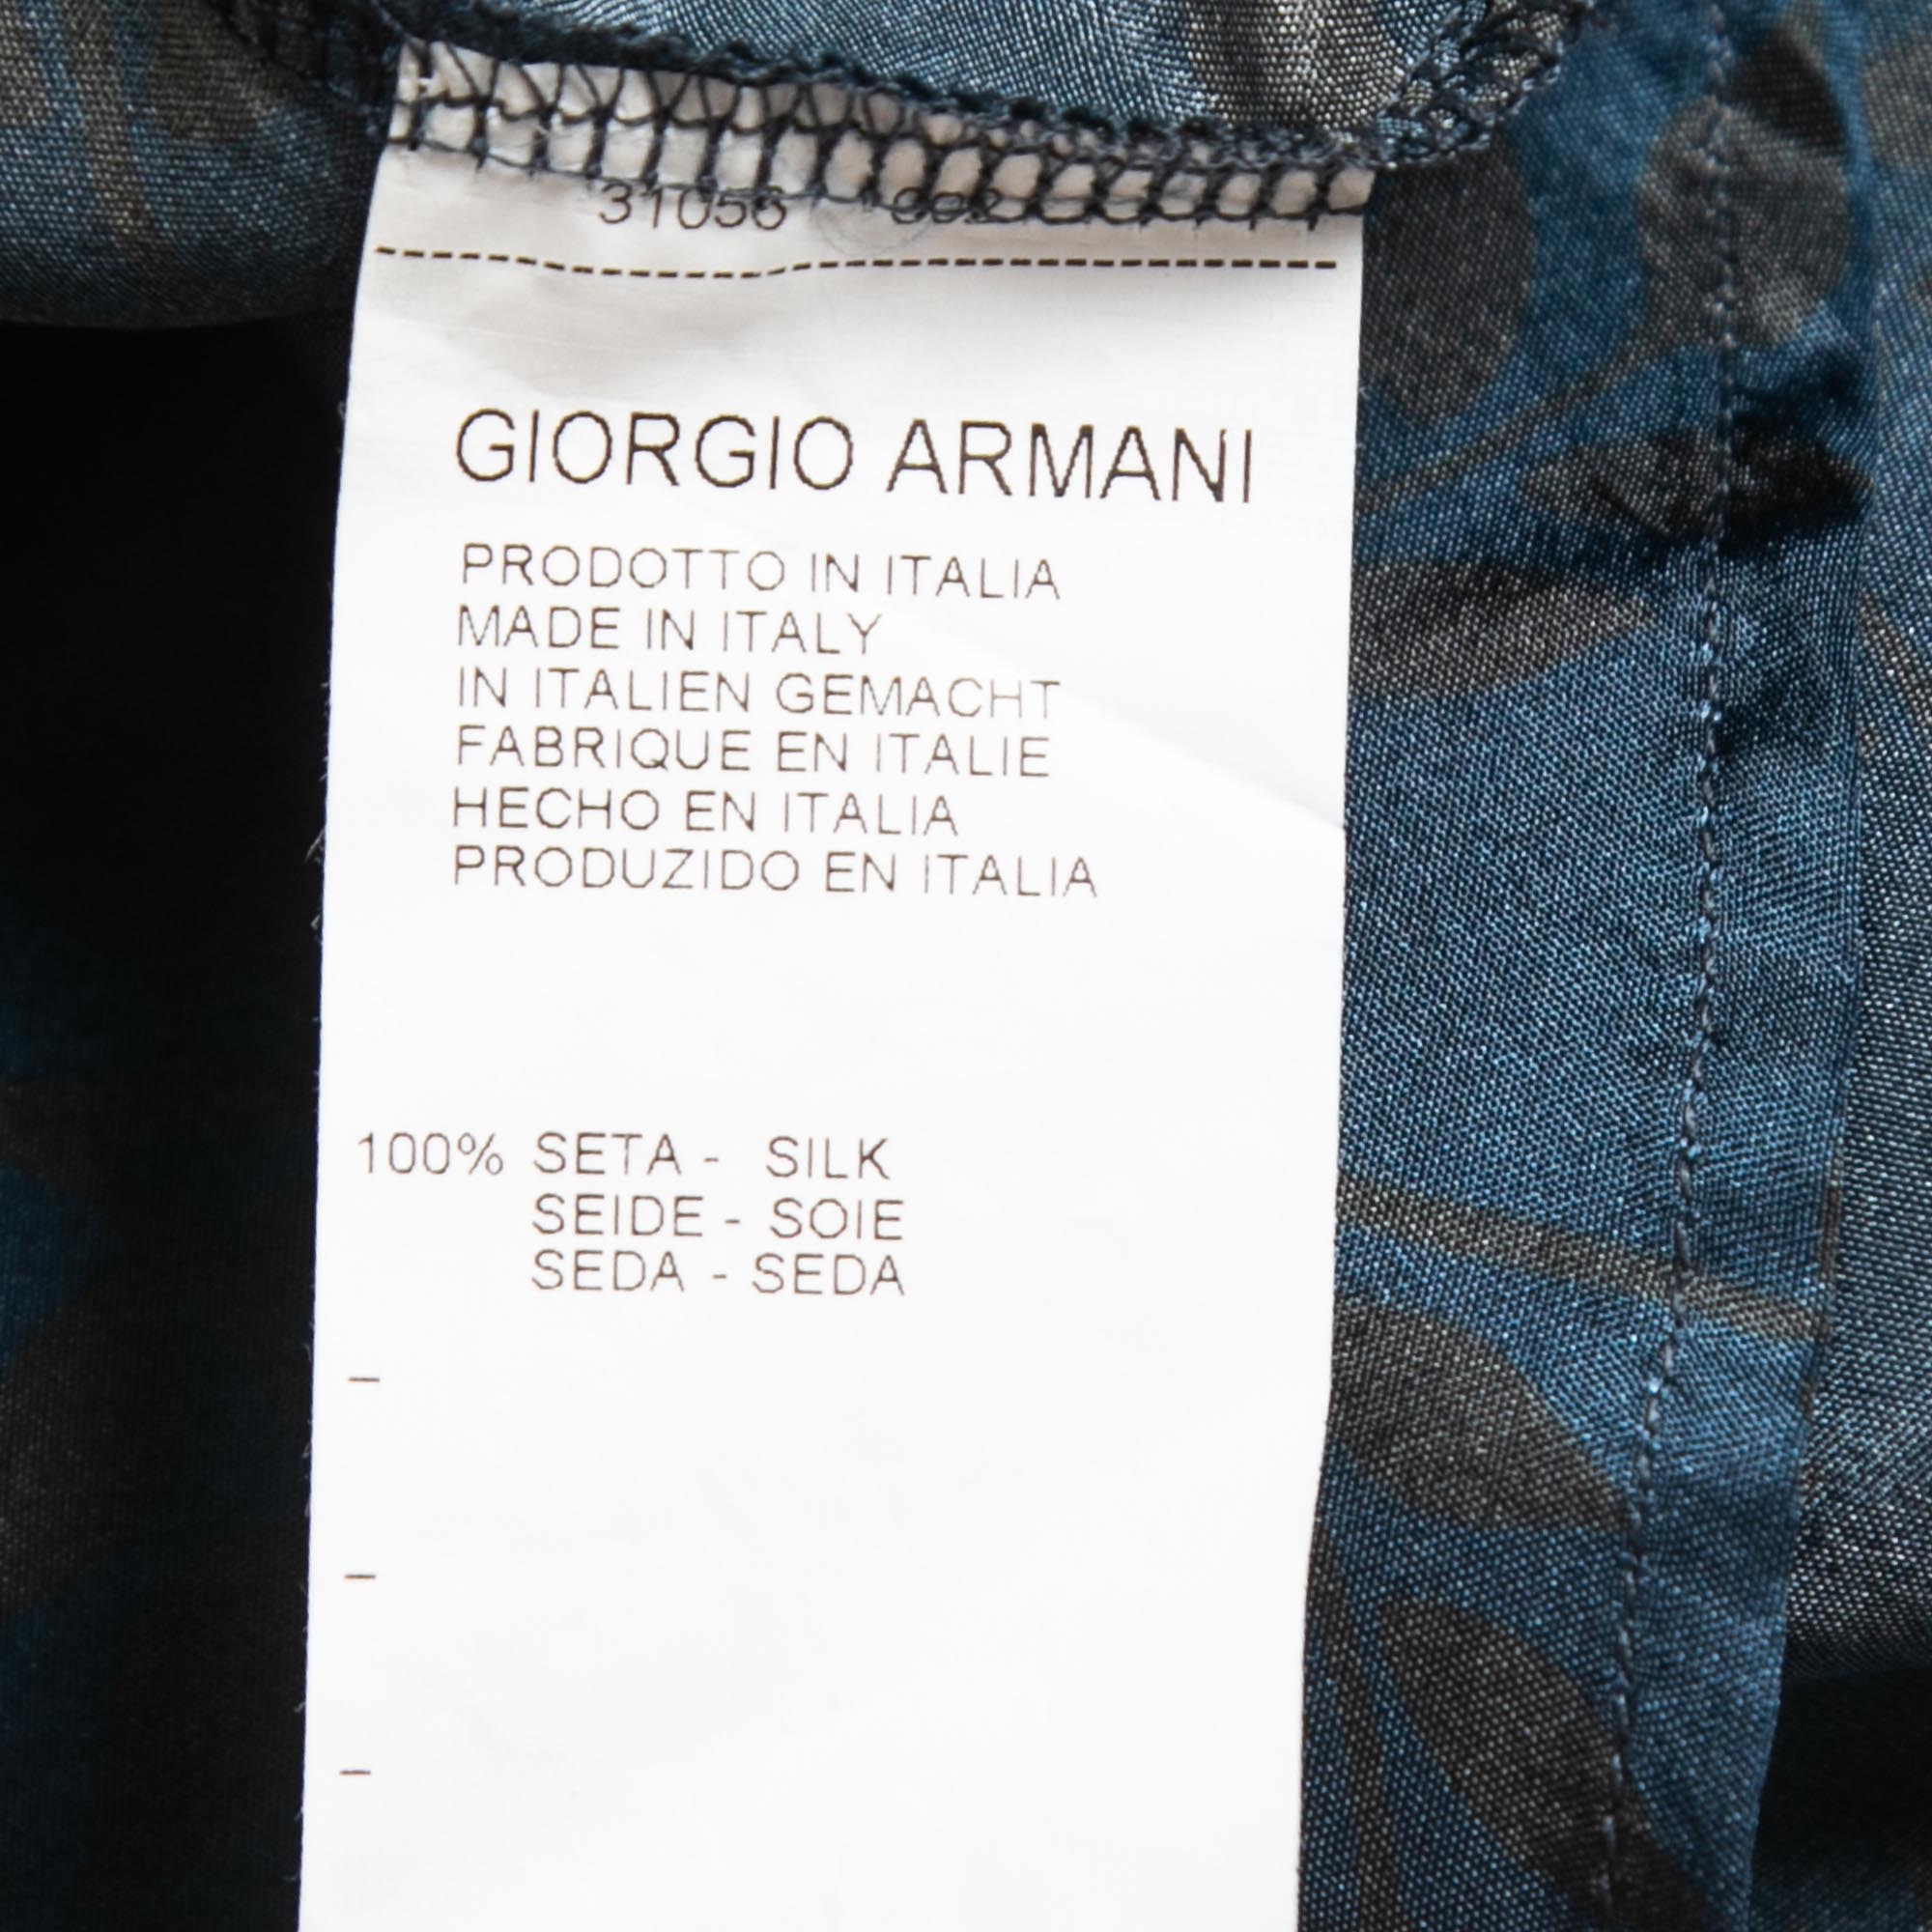 31056
GIORGIO ARMANI
PRODOTTO IN ITALIA
MADE IN ITALY
IN ITALIEN GEMACHT
FABRIQUE EN ITALIE
HECHO EN ITALIA
PRODUZIDO EN ITALIA
100% SETA - SILK
SEIDE - SOIE
SEDA - SEDA